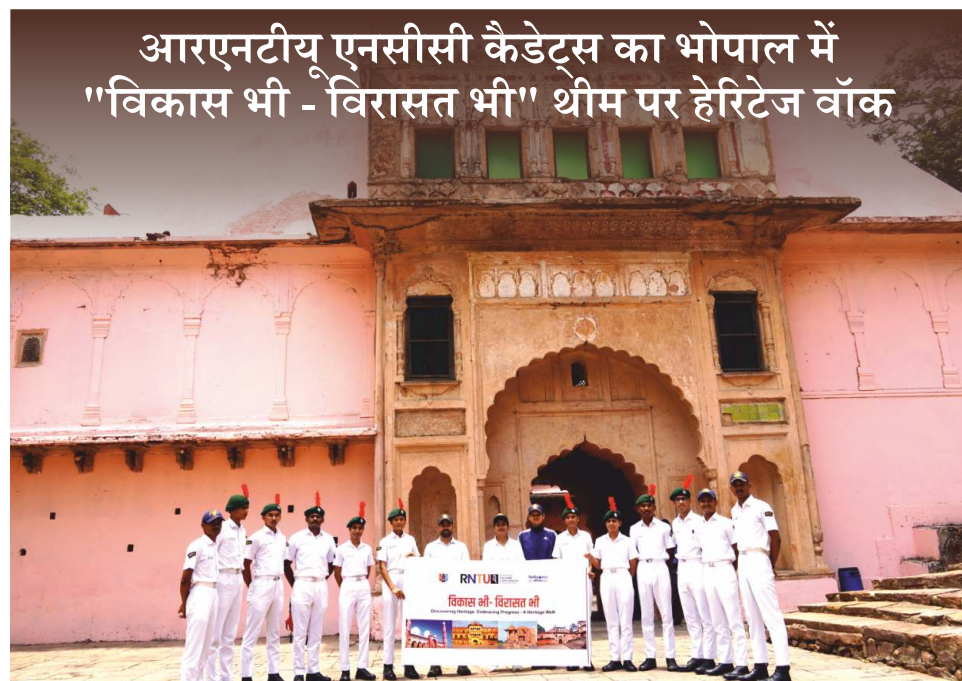 आरएनटीयू एनसीसी कैडेट्स का भोपाल में
"विकास भी - विरासत भी" थीम पर हेरिटेज वॉक
RNTU
विकास भी- विरासत भी
Discovering Heritage: Embracing Progress - A Heritage Walk